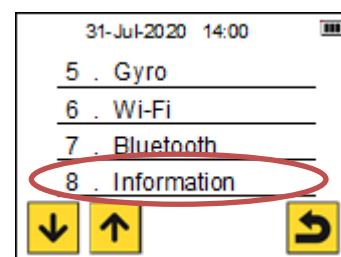 31-Jul-2020 14:00
5 . Gyro
6 . Wi-Fi
7 . Bluetooth
8 . Information